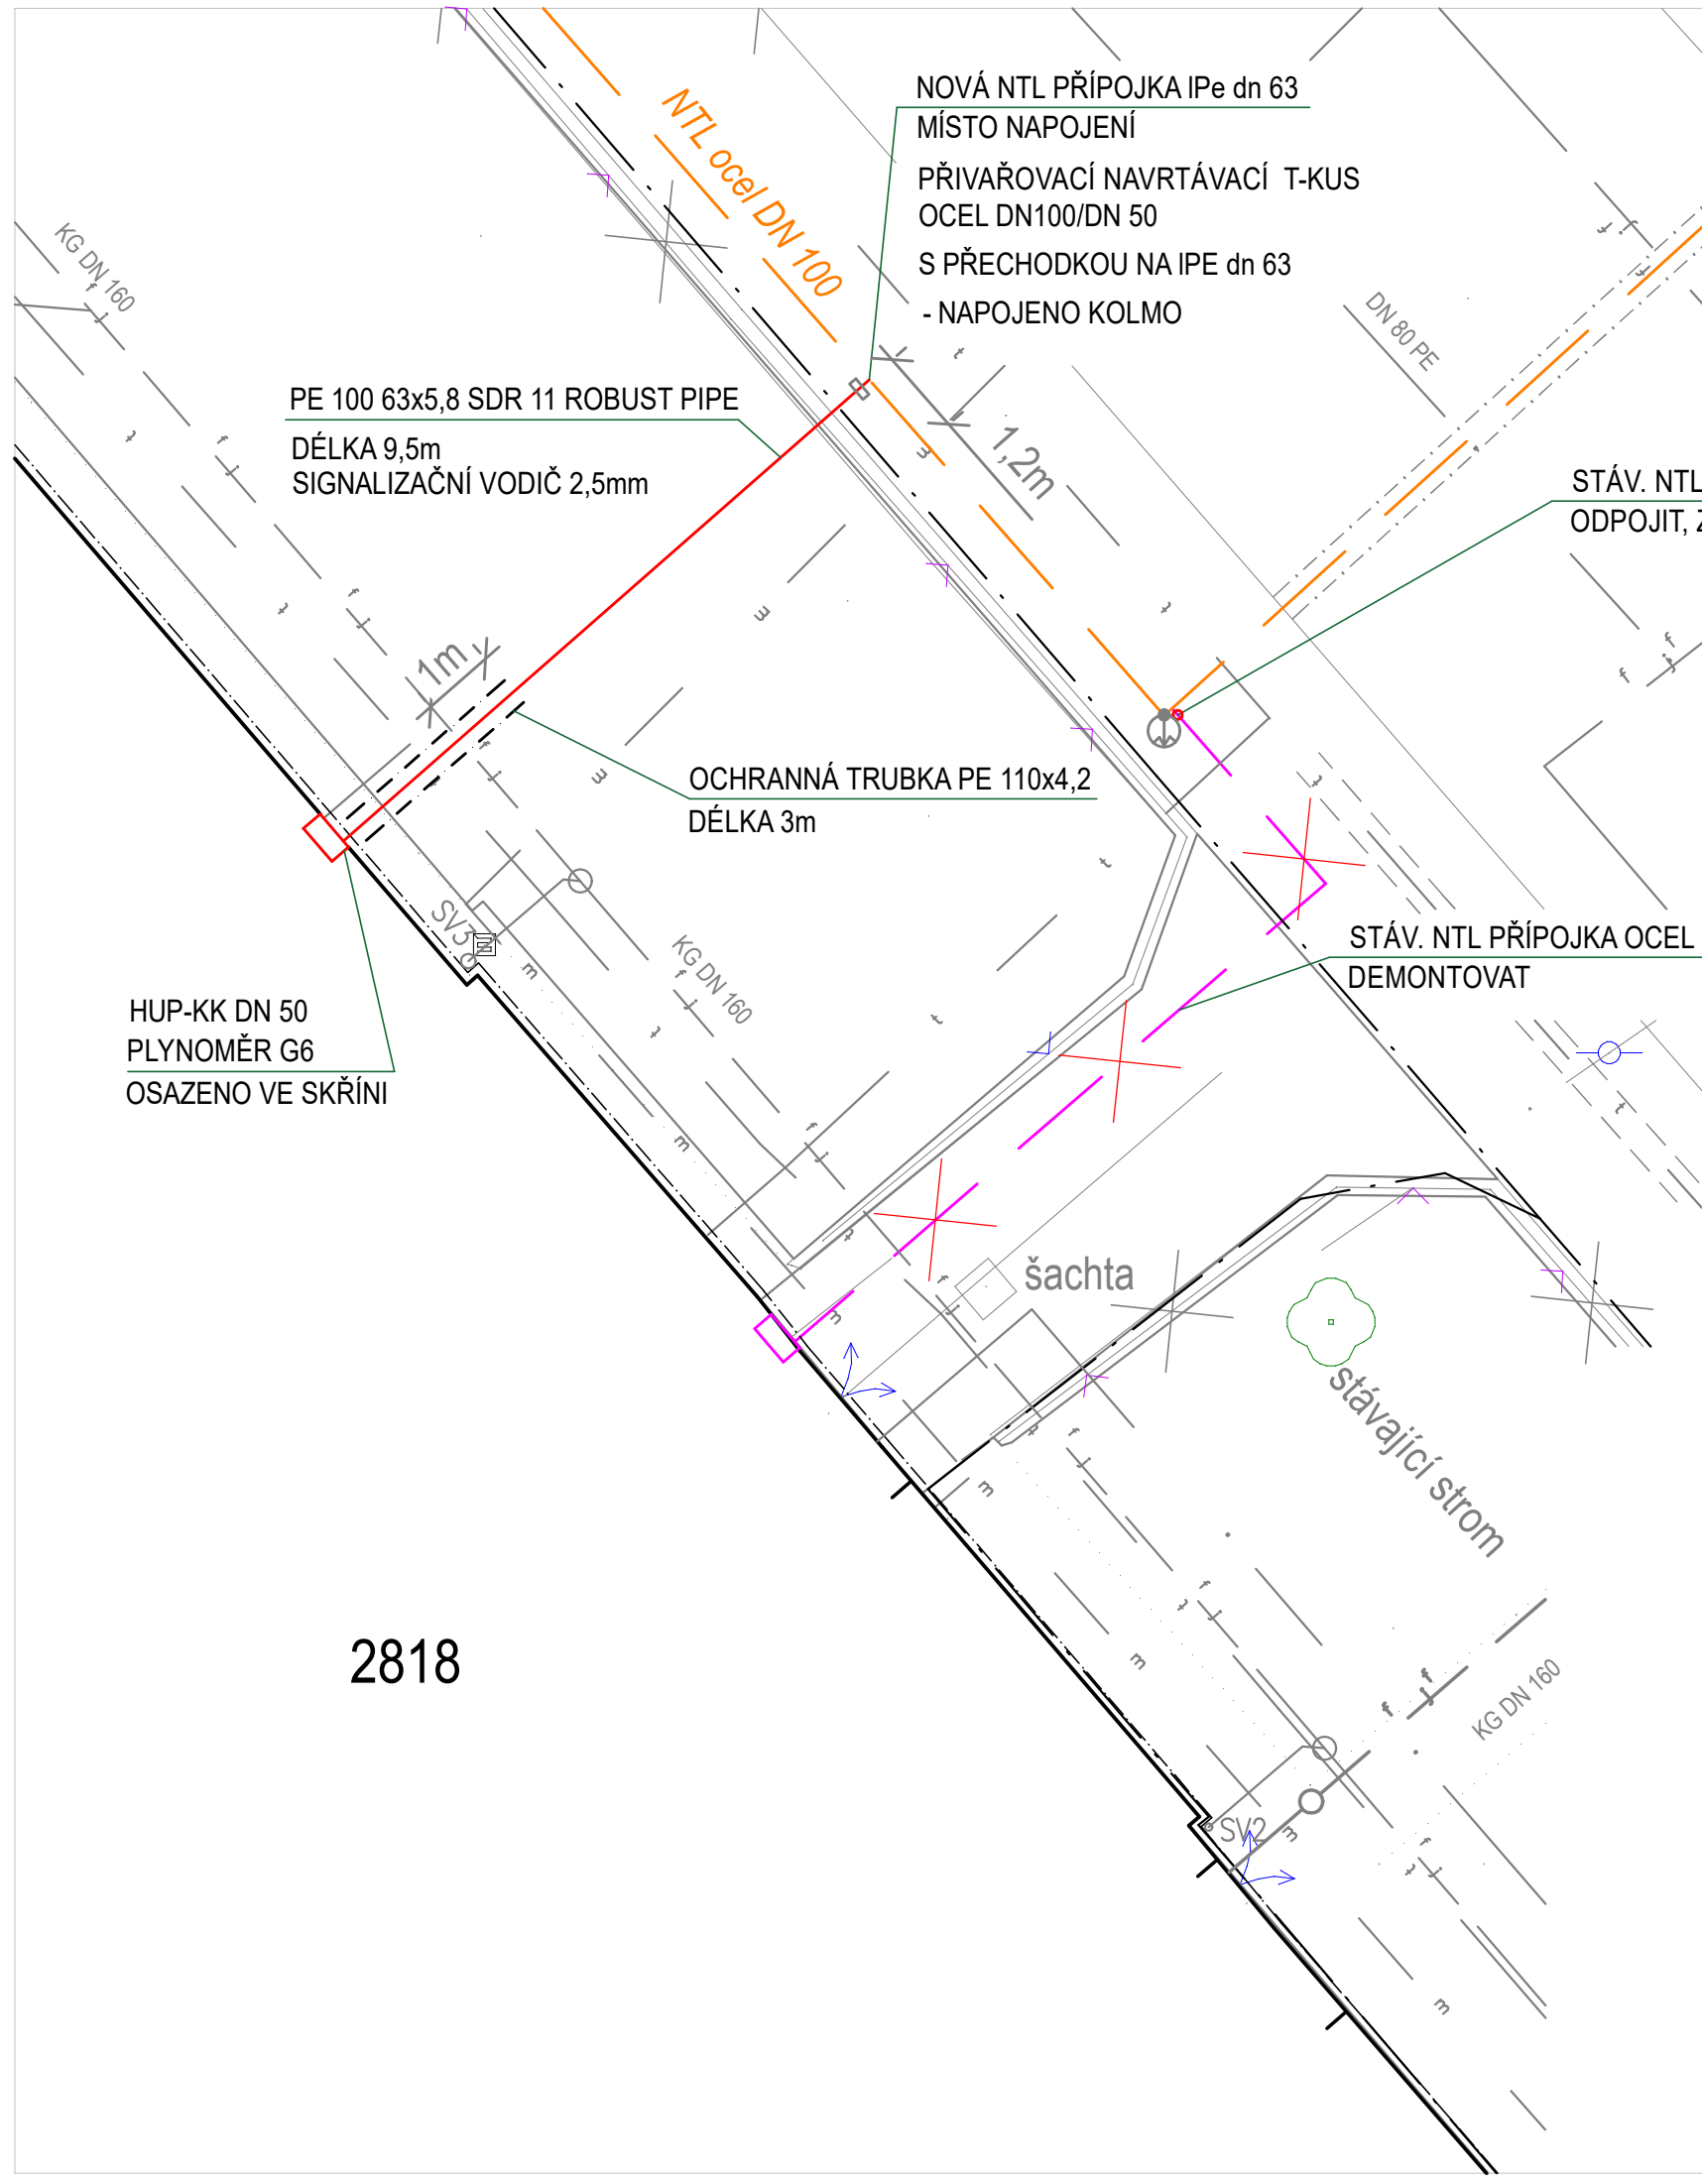 NOVÁ NTL PŘÍPOJKA IPe dn 63
MÍSTO NAPOJENÍ
PŘIVAŘOVACÍ NAVRTÁVACÍ T-KUS
OCEL DN100/DN 50
S PŘECHODKOU NA IPE dn 63
- NAPOJENO KOLMO
NTL ocel DN 100
KG DN 160
DN 80 PE
PE 100 63x5,8 SDR 11 ROBUST PIPE
DÉLKA 9,5m
SIGNALIZAČNÍ VODIČ 2,5mm
1,2m
STÁV. NTL
ODPOJIT, Z
1m
OCHRANNÁ TRUBKA PE 110x4,2
DÉLKA 3m
SV3
KG DN 160
STÁV. NTL PŘÍPOJKA OCEL
DEMONTOVAT
HUP-KK DN 50
PLYNOMĚR G6
OSAZENO VE SKŘÍNI
šachta
stávající strom
2818
KG DN 160
SV2